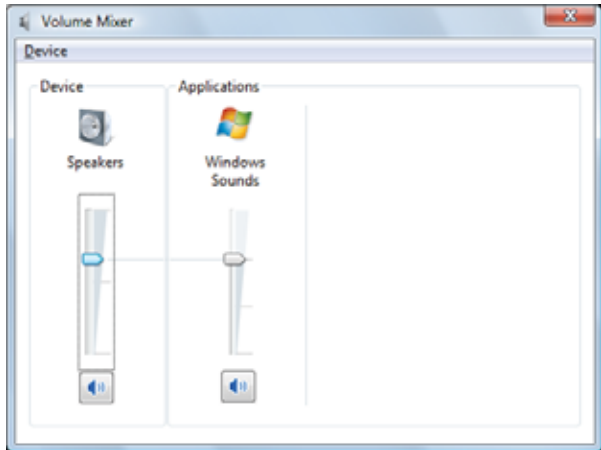 Volume Mixer
Device
Device
Applications
Speakers
Windows
Sounds